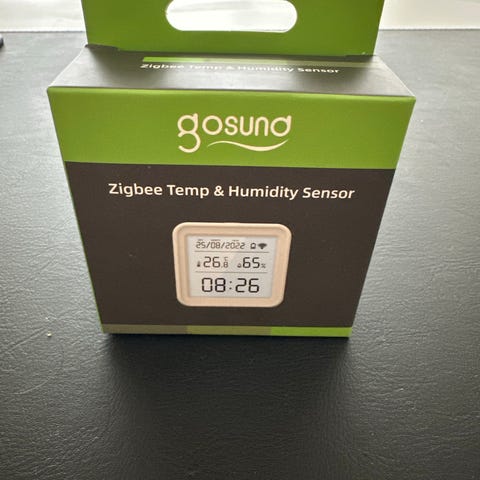 Zigbee Temp & Humidity Sensor
gosund
Zigbee Temp & Humidity Sensor
25/08/2022
26.8 °C 65%
08:26